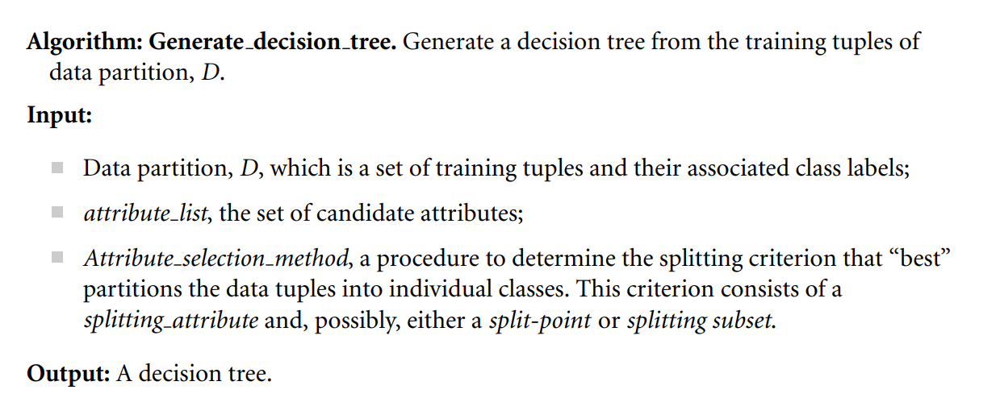 Algorithm: Generate_decision_tree. Generate a decision tree from the training tuples of
data partition, D.
Input:
■ Data partition, D, which is a set of training tuples and their associated class labels;
■ attribute_list, the set of candidate attributes;
■ Attribute_selection_method, a procedure to determine the splitting criterion that “best”
partitions the data tuples into individual classes. This criterion consists of a
splitting_attribute and, possibly, either a split-point or splitting subset.
Output: A decision tree.